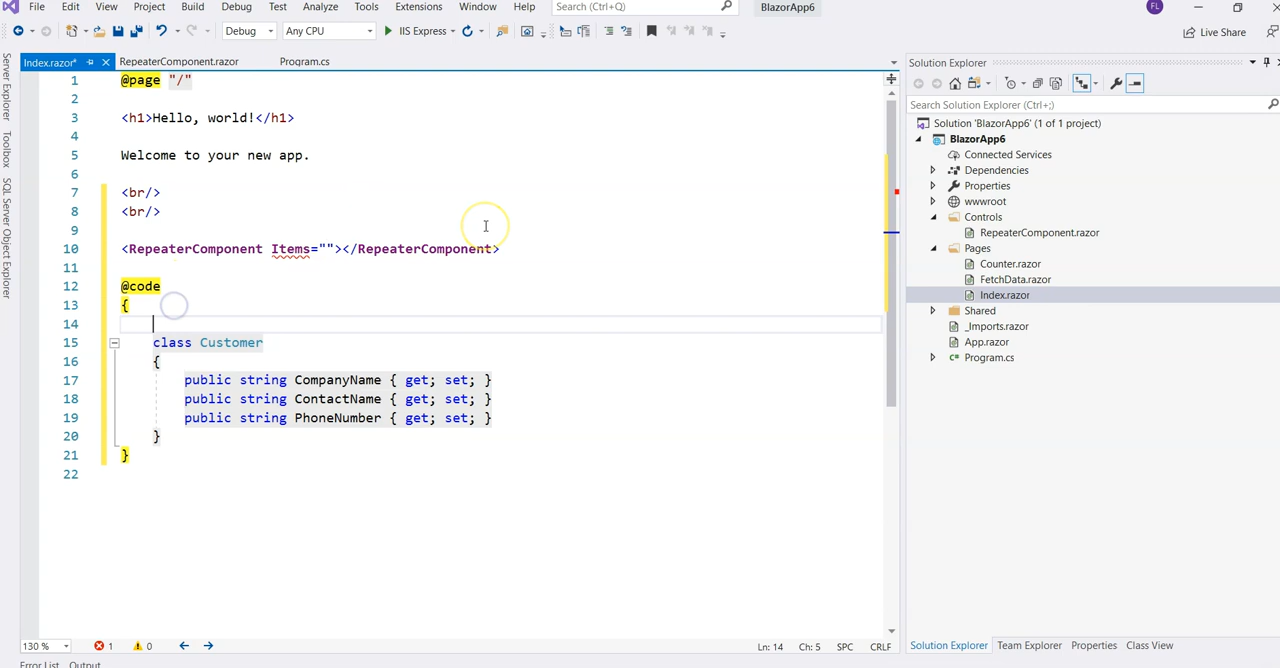 File Edit View Project Build Debug Test Analyze Tools Extensions Window Help Search (Ctrl+Q) BlazorApp6 FL
Debug Any CPU IIS Express Live Share
Index.razor* RepeaterComponent.razor Program.cs
Server Explorer
Toolbox
SQL Server Object Explorer
1 @page "/"
2
3 <h1>Hello, world!</h1>
4
5 Welcome to your new app.
6
7 <br/>
8 <br/>
9
10 <RepeaterComponent Items=""></RepeaterComponent>
11
12 @code
13 {
14
15 class Customer
16 {
17 public string CompanyName { get; set; }
18 public string ContactName { get; set; }
19 public string PhoneNumber { get; set; }
20 }
21 }
22
130 % 1 0 Ln: 14 Ch: 5 SPC CRLF
Error List Output
Solution Explorer
Search Solution Explorer (Ctrl+;)
Solution 'BlazorApp6' (1 of 1 project)
BlazorApp6
Connected Services
Dependencies
Properties
wwwroot
Controls
RepeaterComponent.razor
Pages
Counter.razor
FetchData.razor
Index.razor
Shared
_Imports.razor
App.razor
C# Program.cs
Solution Explorer Team Explorer Properties Class View